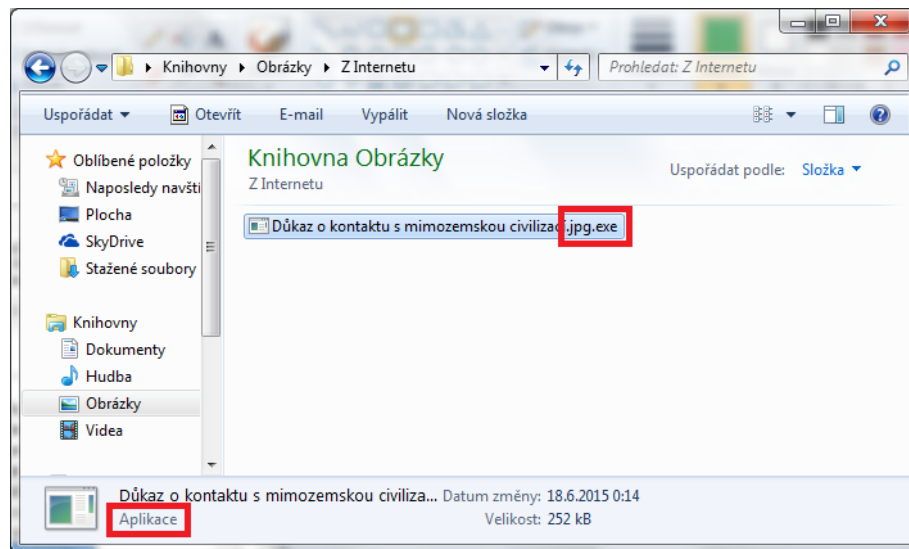 Knihovny ▸ Obrázky ▸ Z Internetu
Prohledat: Z Internetu
Uspořádat
Otevřít
E-mail
Vypálit
Nová složka
Oblíbené položky
Naposledy navšti
Plocha
SkyDrive
Stažené soubory
Knihovny
Dokumenty
Hudba
Obrázky
Videa
Knihovna Obrázky
Z Internetu
Uspořádat podle: Složka
Důkaz o kontaktu s mimozemskou civilizací.jpg.exe
Důkaz o kontaktu s mimozemskou civiliza... Datum změny: 18.6.2015 0:14
Aplikace Velikost: 252 kB